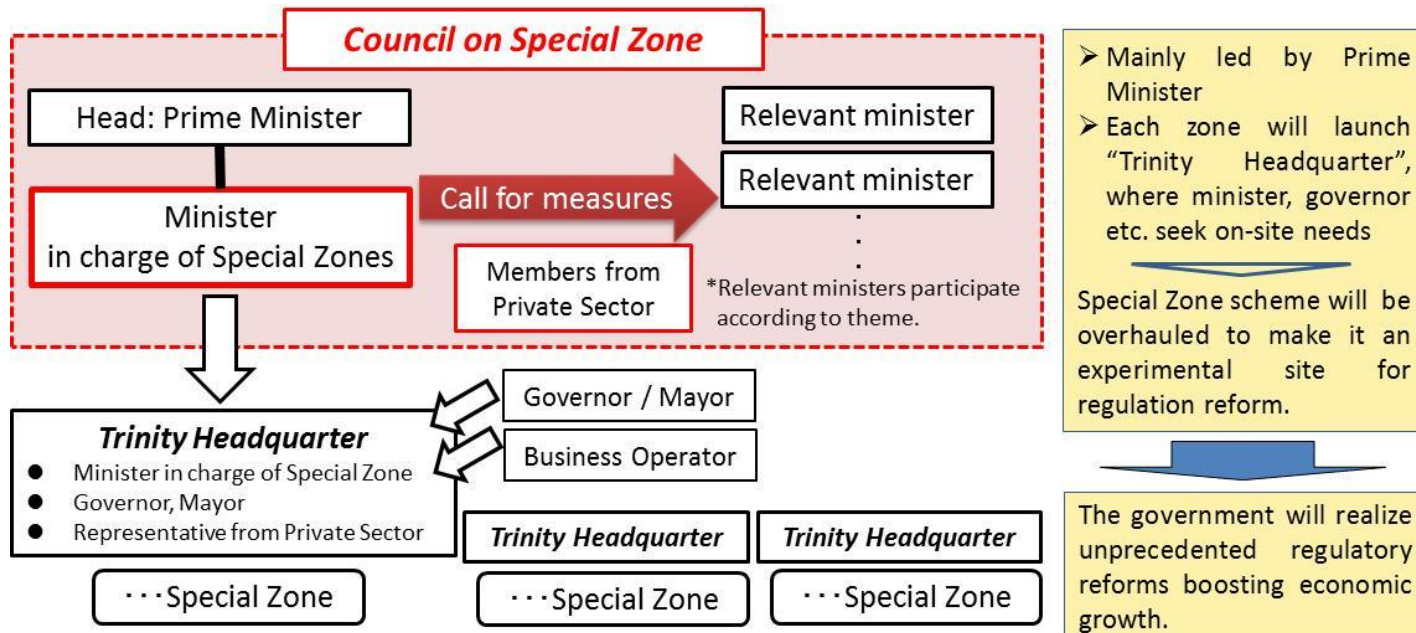 Council on Special Zone
Head: Prime Minister
Minister
in charge of Special Zones
Call for measures
Members from
Private Sector
Relevant minister
Relevant minister
・
・
・
*Relevant ministers participate
according to theme.
Governor / Mayor
Business Operator
Trinity Headquarter
● Minister in charge of Special Zone
● Governor, Mayor
● Representative from Private Sector
・・・Special Zone
Trinity Headquarter
・・・Special Zone
Trinity Headquarter
・・・Special Zone
➢ Mainly led by Prime
Minister
➢ Each zone will launch
“Trinity Headquarter”,
where minister, governor
etc. seek on-site needs
Special Zone scheme will be
overhauled to make it an
experimental site for
regulation reform.
The government will realize
unprecedented regulatory
reforms boosting economic
growth.